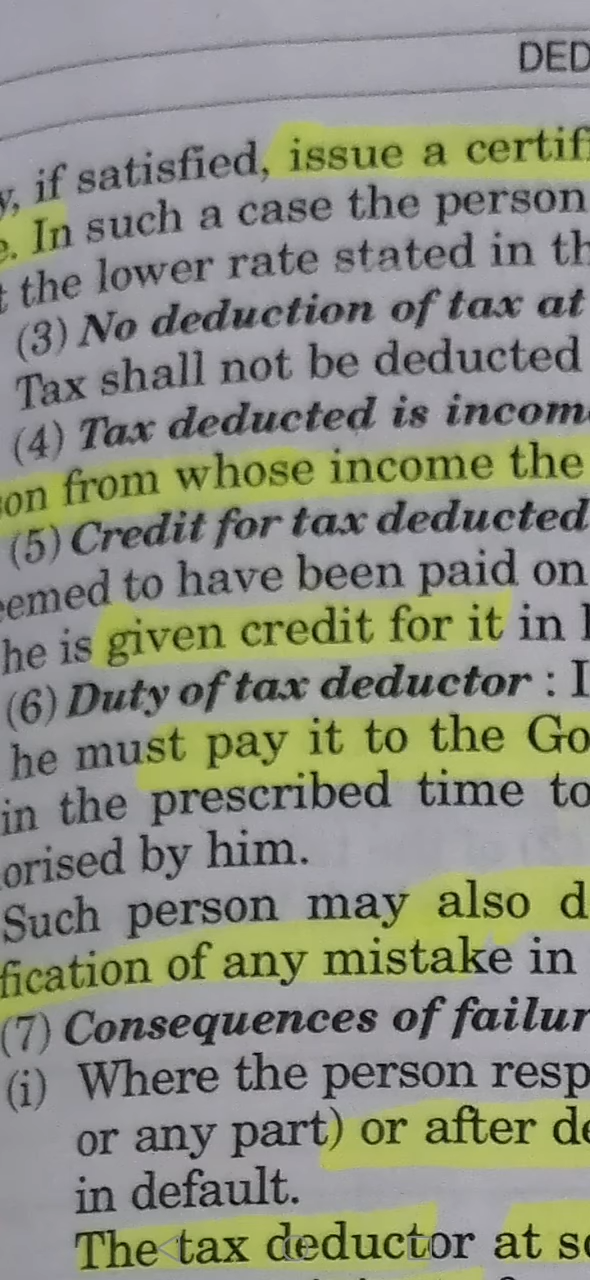 DED
y, if satisfied, issue a certif
e. In such a case the person
t the lower rate stated in th
(3) No deduction of tax at
Tax shall not be deducted
(4) Tax deducted is incom
on from whose income the
(5) Credit for tax deducted
emed to have been paid on
he is given credit for it in
(6) Duty of tax deductor : I
he must pay it to the Go
in the prescribed time to
orised by him.
Such person may also d
fication of any mistake in
(7) Consequences of failur
(i) Where the person resp
or any part) or after de
in default.
The tax deductor at so